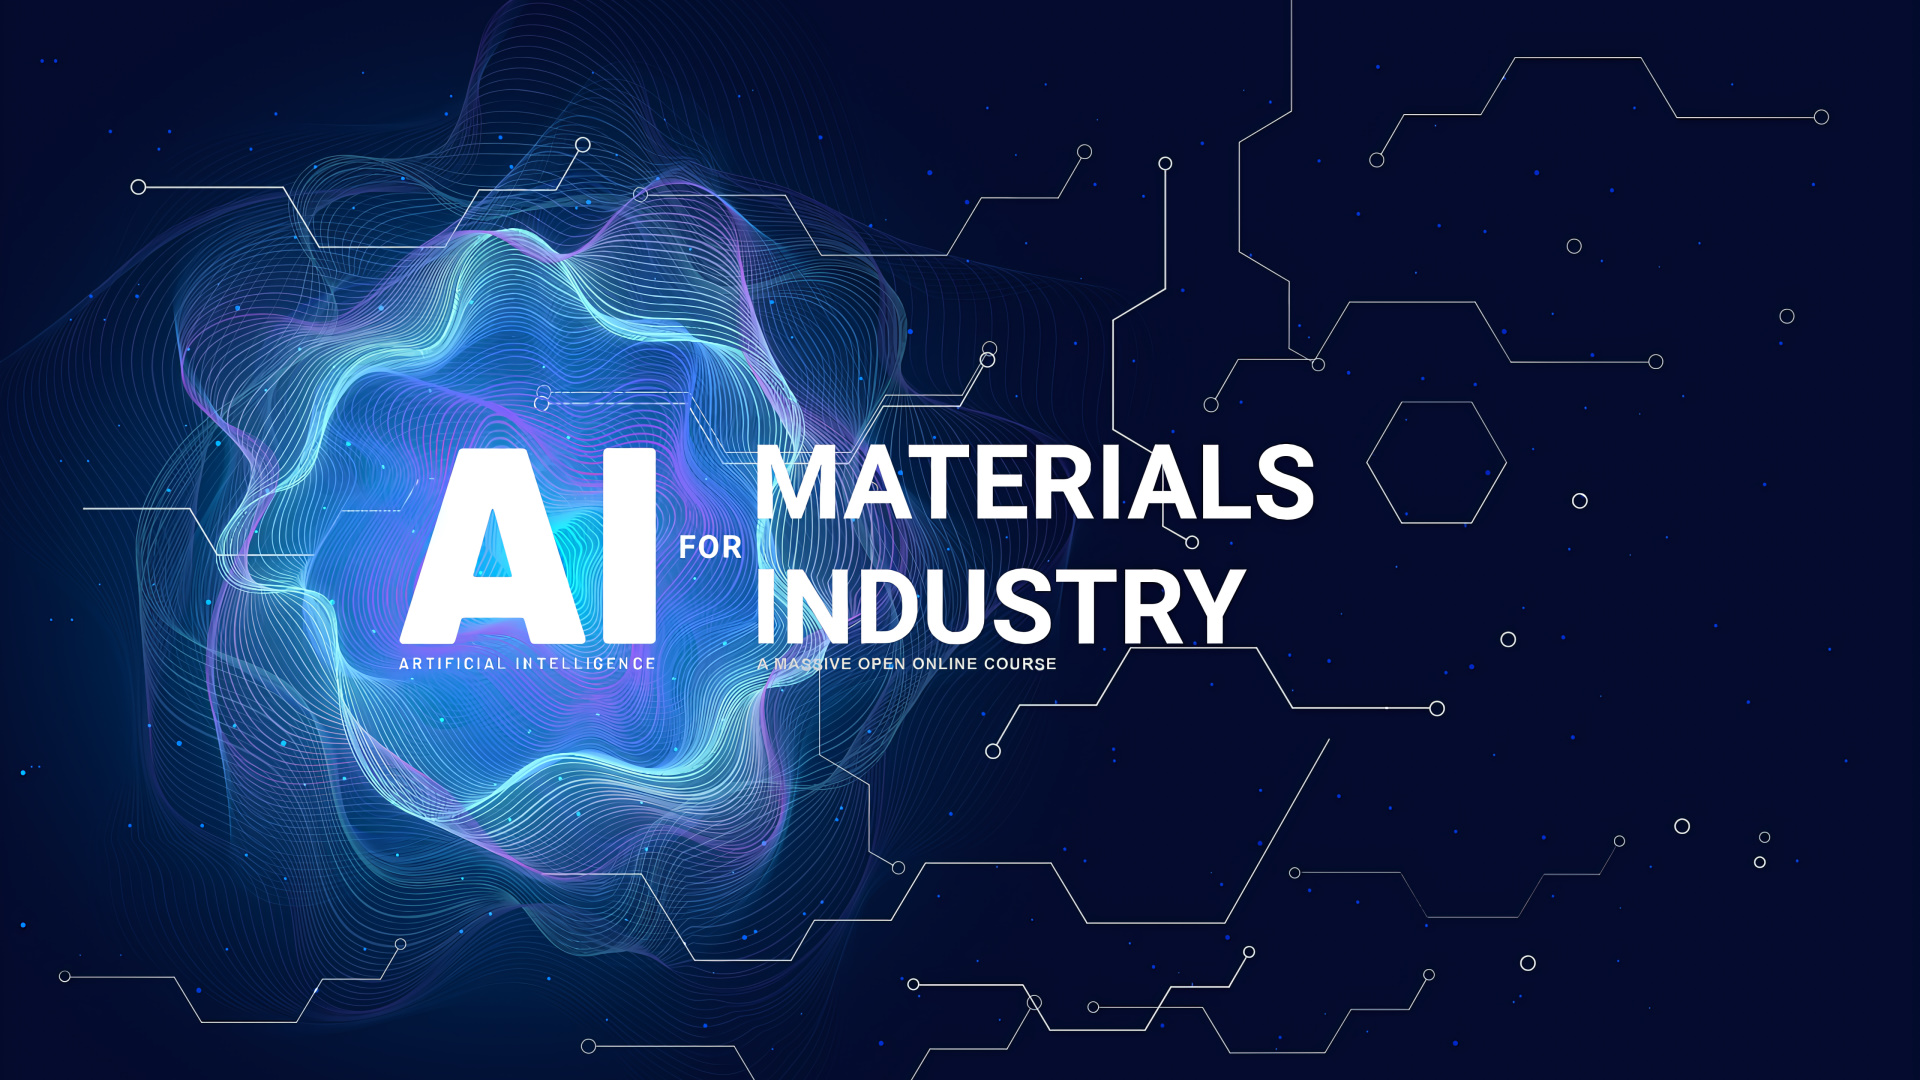 AI
ARTIFICIAL INTELLIGENCE
FOR
MATERIALS
INDUSTRY
A MASSIVE OPEN ONLINE COURSE